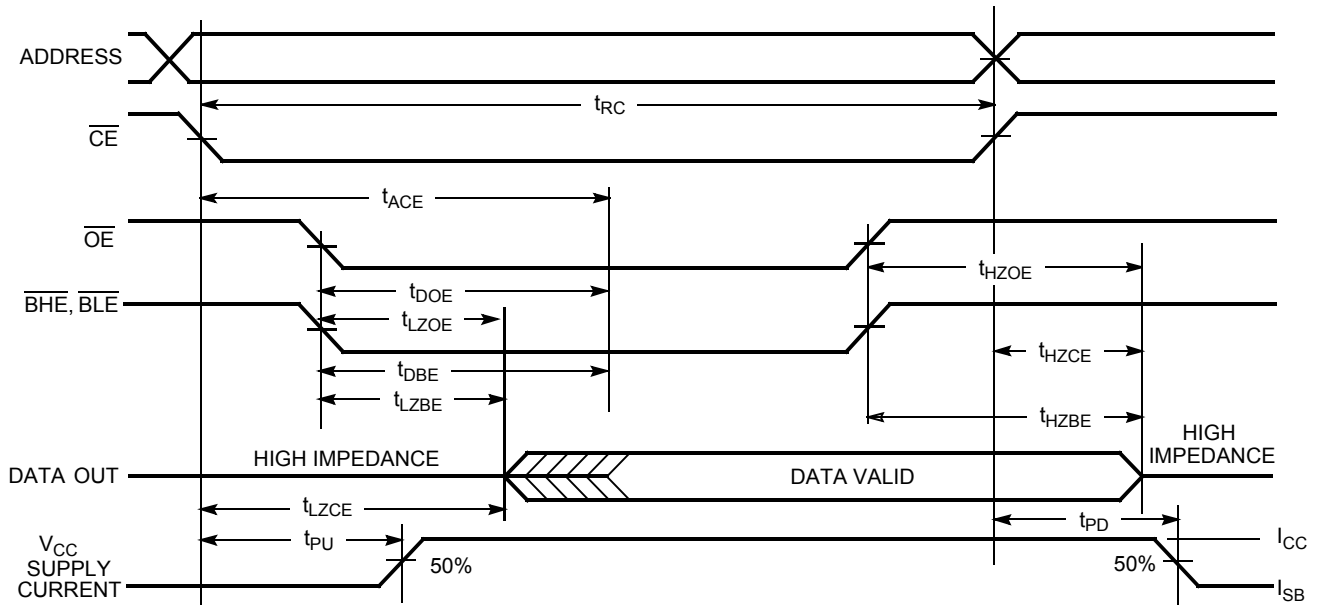 ADDRESS
tRC
CE
tACE
OE
tHZOE
tDOE
BHE, BLE
tLZOE
tHZCE
tDBE
tLZBE
tHZBE
HIGH IMPEDANCE
HIGH
IMPEDANCE
DATA OUT
DATA VALID
tLZCE
tPD
tPU
VCC
SUPPLY
CURRENT
50%
50%
ICC
ISB